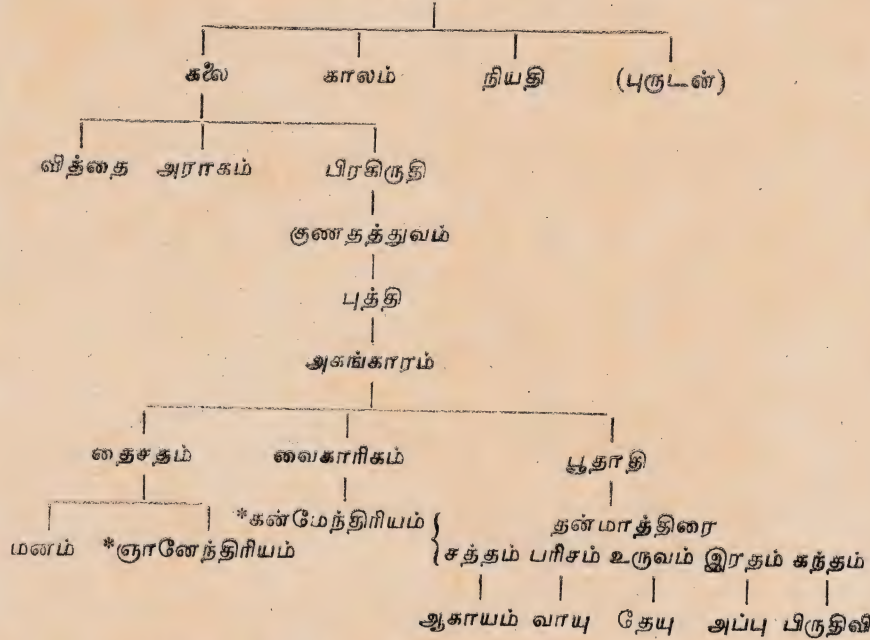 கலை காலம் நியதி (புருடன்)
வித்தை அராகம் பிரகிருதி
குணதத்துவம்
புத்தி
அகங்காரம்
தைசதம் வைகாரிகம் பூதாதி
மனம் *ஞானேந்திரியம் *கன்மேந்திரியம் தன்மாத்திரை
சத்தம் பரிசம் உருவம் இரதம் கந்தம்
ஆகாயம் வாயு தேயு அப்பு பிருதிவி